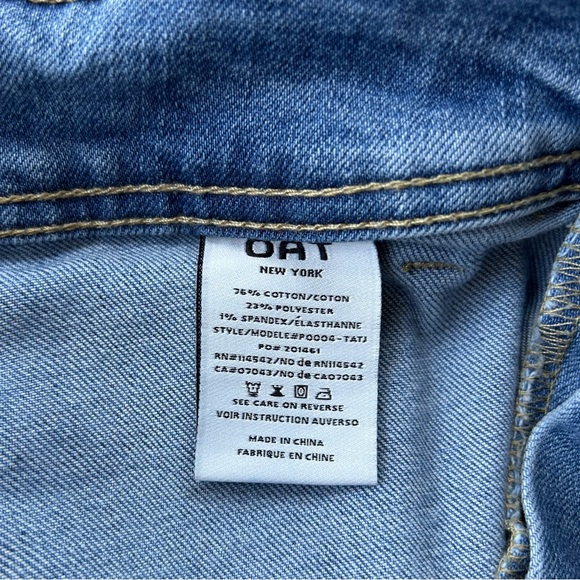 OAT
NEW YORK
76% COTTON/COTON
23% POLYESTER
1% SPANDEX/ÉLASTHANNE
STYLE/MODELE#P0004-TATJ
PO# 201461
RN#114542/NO de RN114542
CA#07043/NO de CA07043
SEE CARE ON REVERSE
VOIR INSTRUCTION AUVERSO
MADE IN CHINA
FABRIQUE EN CHINE